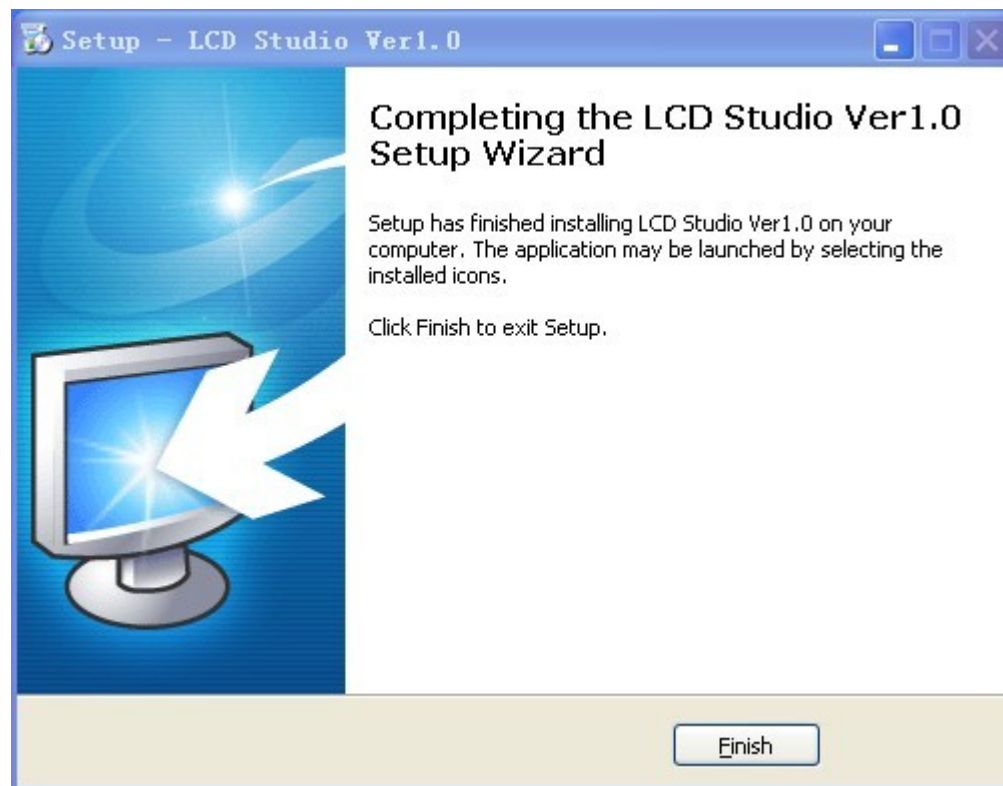 Setup - LCD Studio Ver1.0
Completing the LCD Studio Ver1.0
Setup Wizard
Setup has finished installing LCD Studio Ver1.0 on your
computer. The application may be launched by selecting the
installed icons.
Click Finish to exit Setup.
Finish